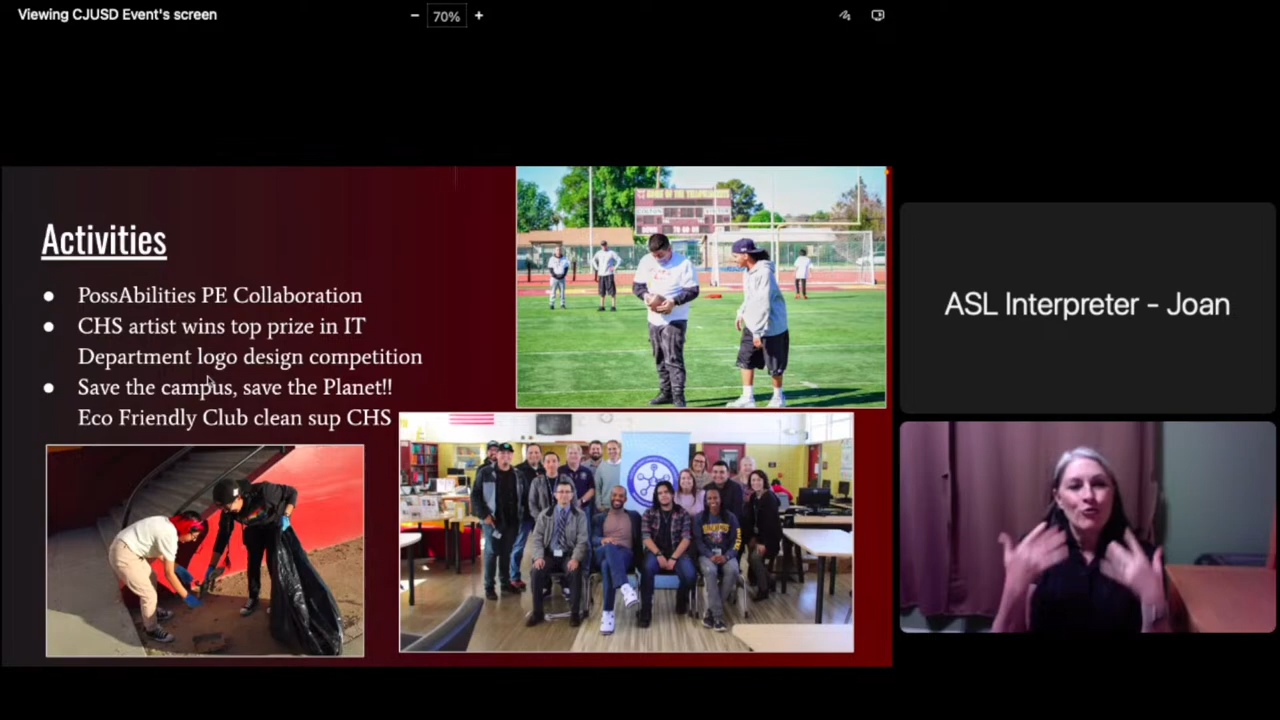 Viewing CJUSD Event's screen
− 70% +
Activities
● PossAbilities PE Collaboration
● CHS artist wins top prize in IT
Department logo design competition
● Save the campus, save the Planet!!
Eco Friendly Club clean sup CHS
ASL Interpreter - Joan